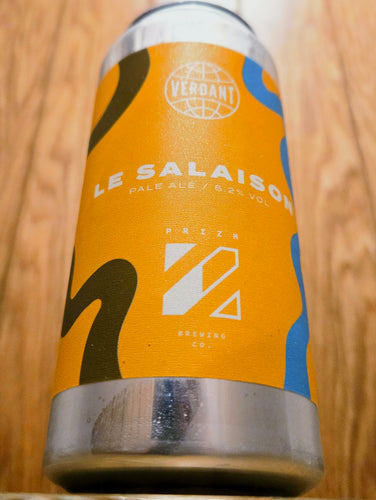 VERDANT
LE SALAISON
PALE ALE / 5.2% VOL
PRIZM
BREWING
CO.